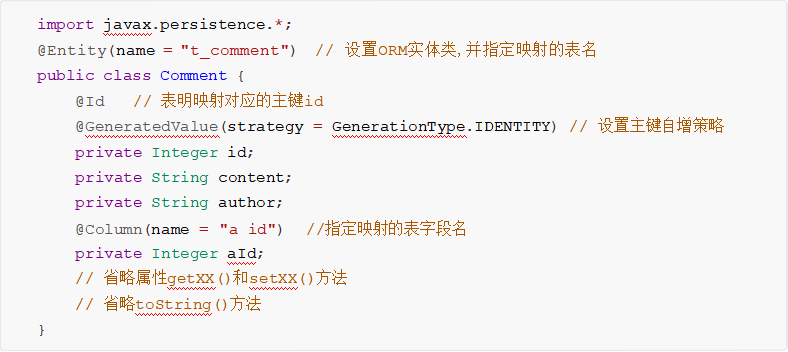 import javax.persistence.*;
@Entity(name = "t_comment")  // 设置ORM实体类,并指定映射的表名
public class Comment {
@Id   // 表明映射对应的主键id
@GeneratedValue(strategy = GenerationType.IDENTITY) // 设置主键自增策略
private Integer id;
private String content;
private String author;
@Column(name = "a id")  //指定映射的表字段名
private Integer aId;
// 省略属性getXX()和setXX()方法
// 省略toString()方法
}